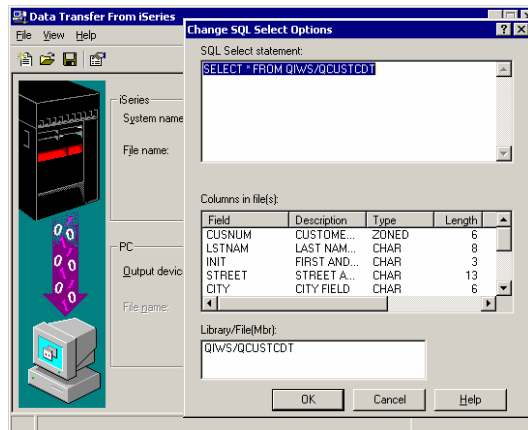 Data Transfer From iSeries
File View Help
iSeries
System name
File name:
PC
Output devic
File name:
Change SQL Select Options
SQL Select statement:
SELECT * FROM QIWS/QCUSTCDT
Columns in file(s):
Field Description Type Length
CUSNUM CUSTOME... ZONED 6
LSTNAM LAST NAM... CHAR 8
INIT FIRST AND... CHAR 3
STREET STREET A... CHAR 13
CITY CITY FIELD CHAR 6
Library/File(Mbr):
QIWS/QCUSTCDT
OK Cancel Help